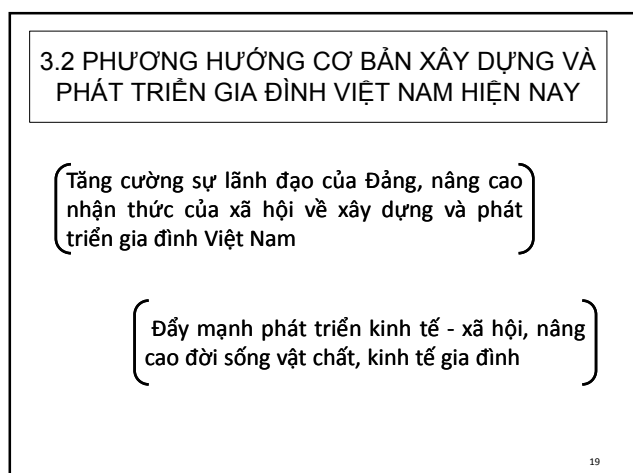 3.2 PHƯƠNG HƯỚNG CƠ BẢN XÂY DỰNG VÀ
PHÁT TRIỂN GIA ĐÌNH VIỆT NAM HIỆN NAY
Tăng cường sự lãnh đạo của Đảng, nâng cao
nhận thức của xã hội về xây dựng và phát
triển gia đình Việt Nam
Đẩy mạnh phát triển kinh tế - xã hội, nâng
cao đời sống vật chất, kinh tế gia đình
19